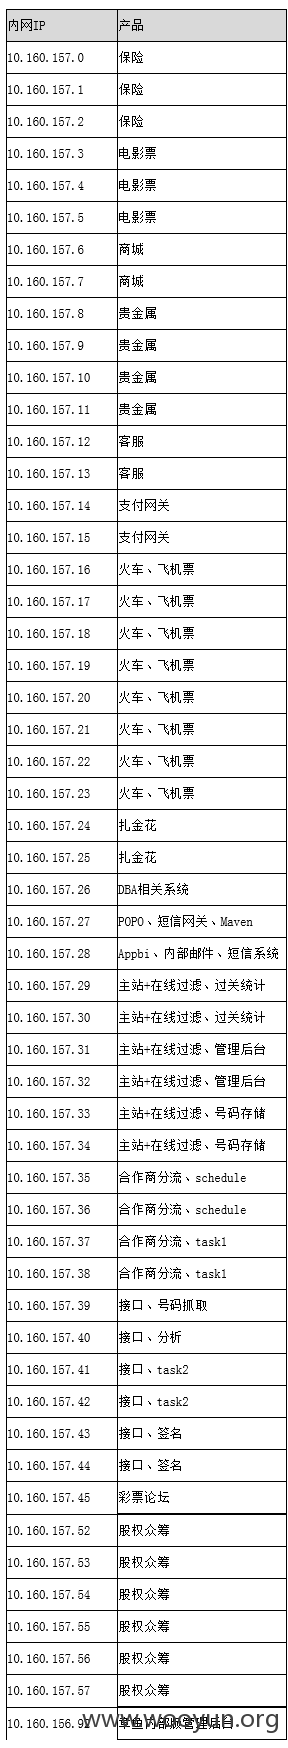 内网IP 产品
10.160.157.0 保险
10.160.157.1 保险
10.160.157.2 保险
10.160.157.3 电影票
10.160.157.4 电影票
10.160.157.5 电影票
10.160.157.6 商城
10.160.157.7 商城
10.160.157.8 贵金属
10.160.157.9 贵金属
10.160.157.10 贵金属
10.160.157.11 贵金属
10.160.157.12 客服
10.160.157.13 客服
10.160.157.14 支付网关
10.160.157.15 支付网关
10.160.157.16 火车、飞机票
10.160.157.17 火车、飞机票
10.160.157.18 火车、飞机票
10.160.157.19 火车、飞机票
10.160.157.20 火车、飞机票
10.160.157.21 火车、飞机票
10.160.157.22 火车、飞机票
10.160.157.23 火车、飞机票
10.160.157.24 扎金花
10.160.157.25 扎金花
10.160.157.26 DBA相关系统
10.160.157.27 POPO、短信网关、Maven
10.160.157.28 Appbi、内部邮件、短信系统
10.160.157.29 主站+在线过滤、过关统计
10.160.157.30 主站+在线过滤、过关统计
10.160.157.31 主站+在线过滤、管理后台
10.160.157.32 主站+在线过滤、管理后台
10.160.157.33 主站+在线过滤、号码存储
10.160.157.34 主站+在线过滤、号码存储
10.160.157.35 合作商分流、schedule
10.160.157.36 合作商分流、schedule
10.160.157.37 合作商分流、task1
10.160.157.38 合作商分流、task1
10.160.157.39 接口、号码抓取
10.160.157.40 接口、分析
10.160.157.41 接口、task2
10.160.157.42 接口、task2
10.160.157.43 接口、签名
10.160.157.44 接口、签名
10.160.157.45 彩票论坛
10.160.157.52 股权众筹
10.160.157.53 股权众筹
10.160.157.54 股权众筹
10.160.157.55 股权众筹
10.160.157.56 股权众筹
10.160.157.57 股权众筹
10.160.156.92 章鱼内部版管理后台
www.wooyun.org